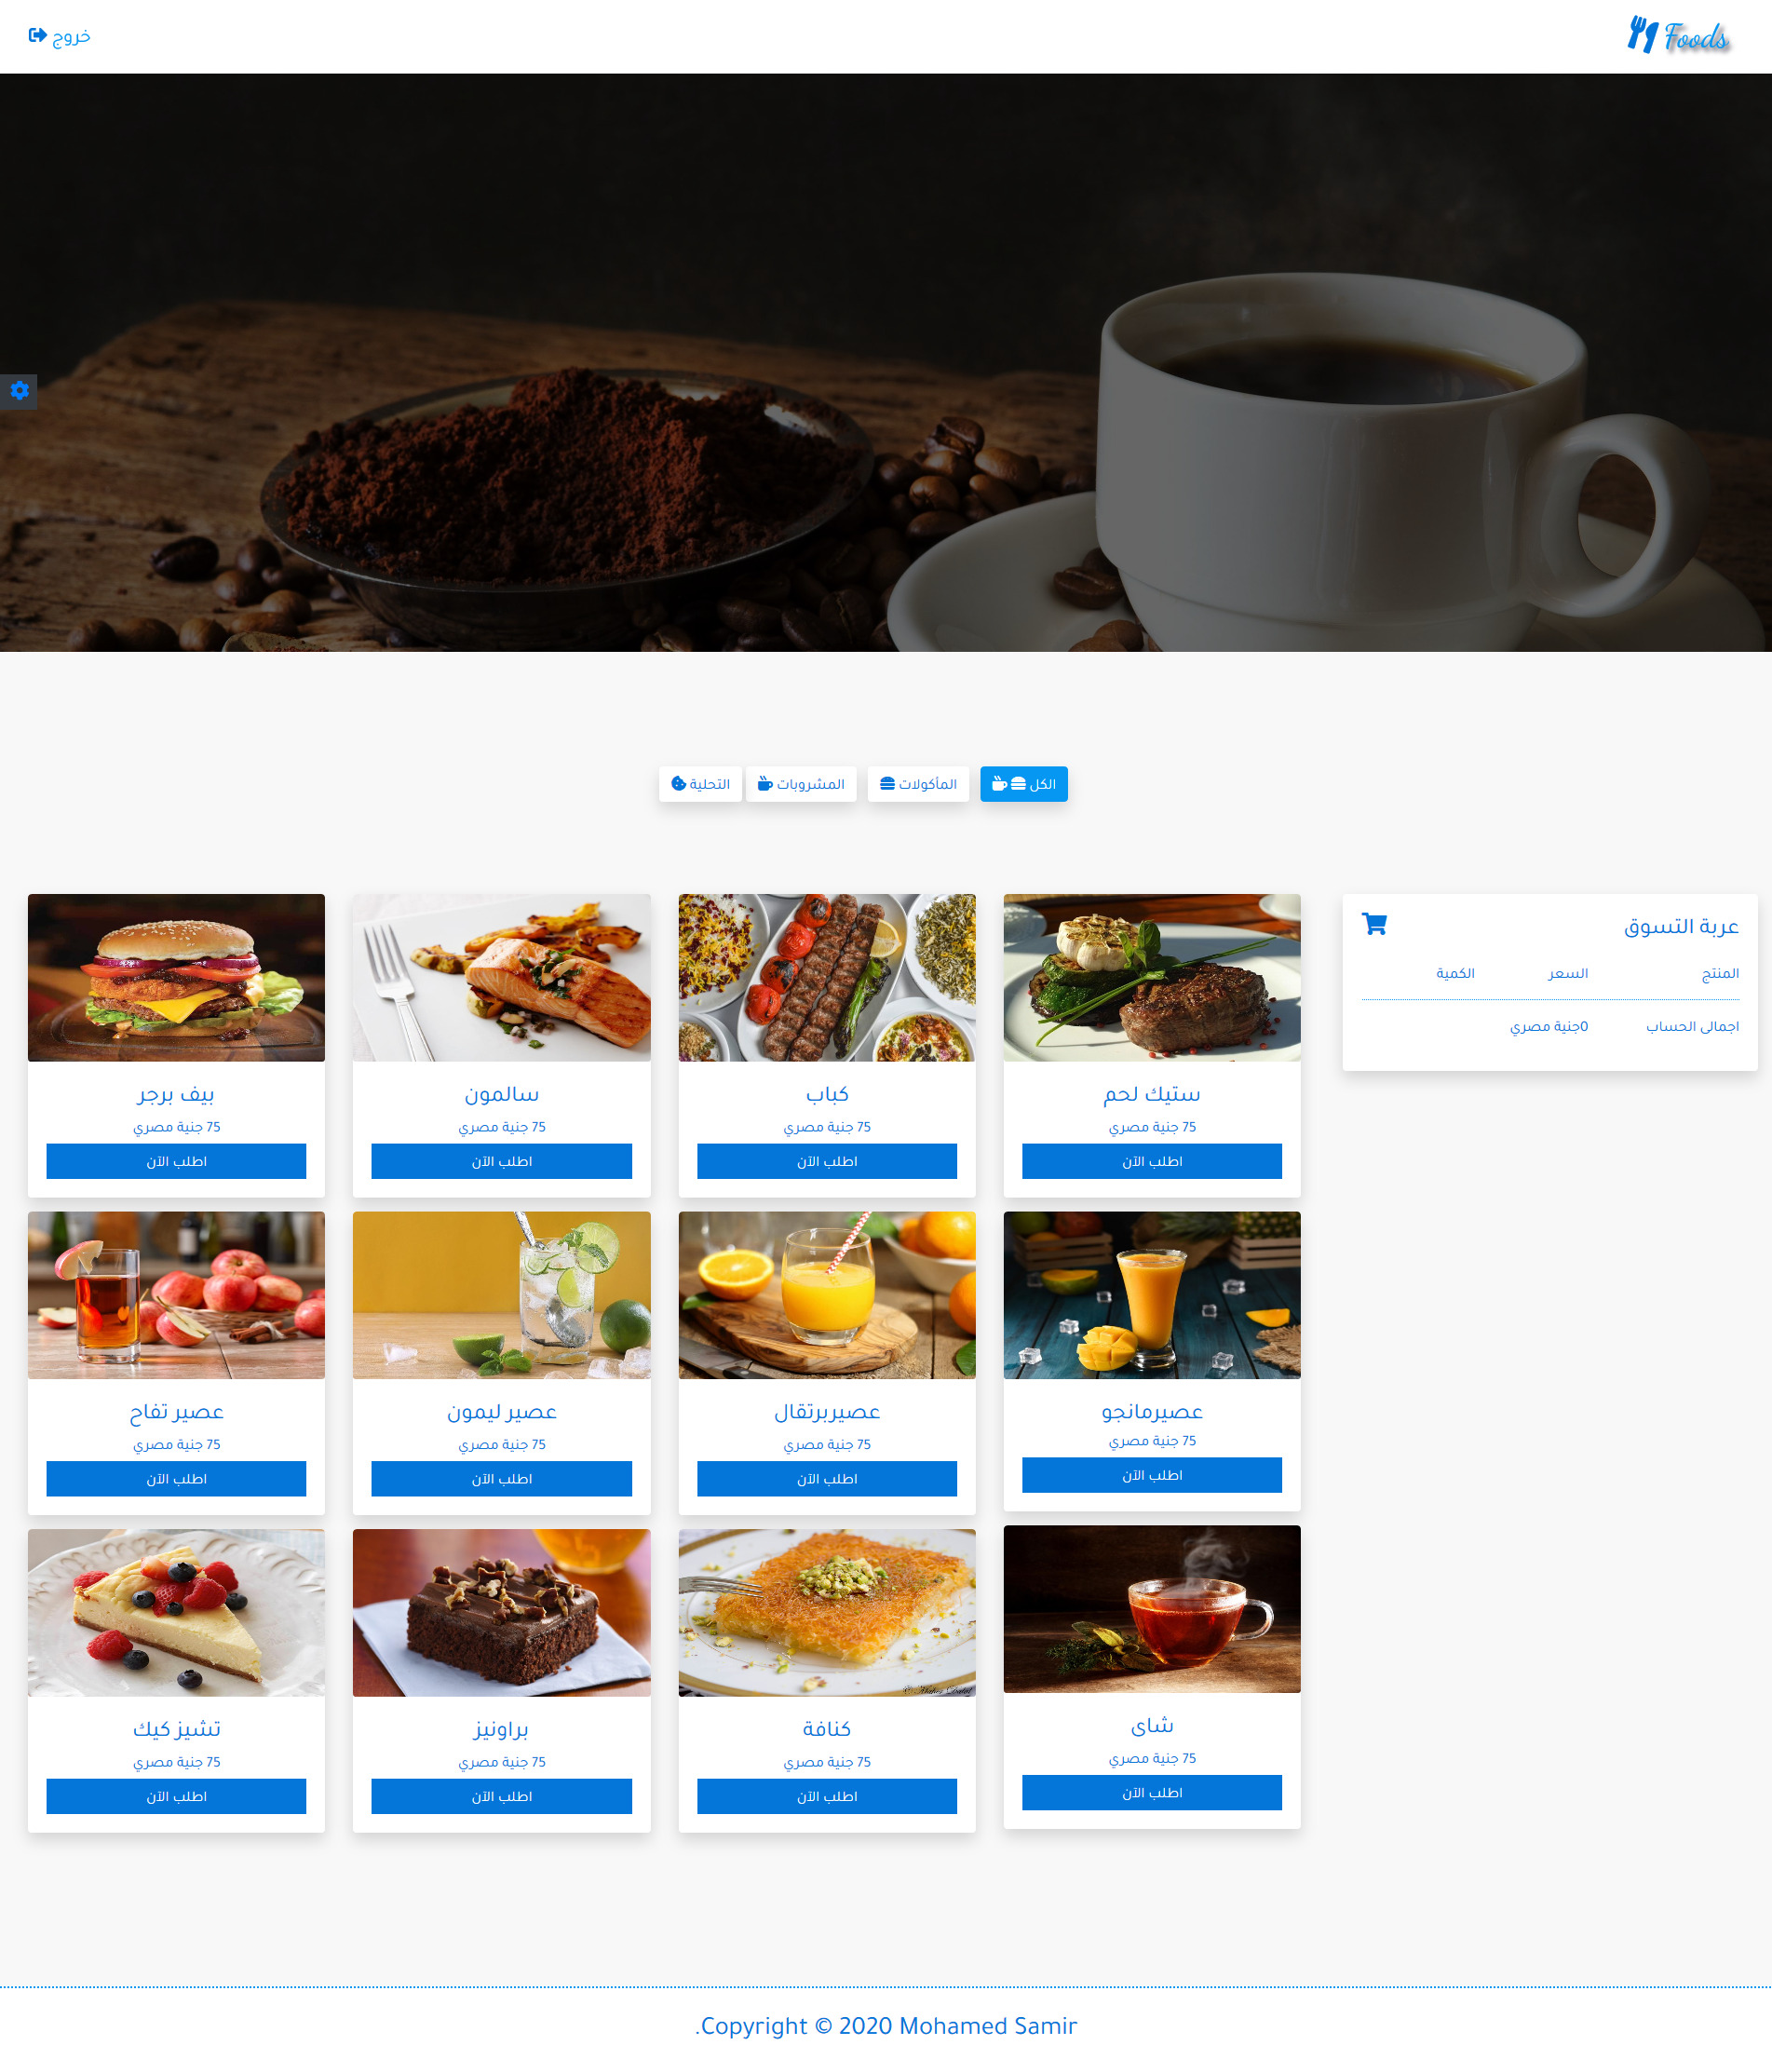 Foods
خروج
الكل
المأكولات
المشروبات
التحلية
عربة التسوق
المنتج السعر الكمية
اجمالى الحساب 0جنية مصري
ستيك لحم
75 جنية مصري
اطلب الآن
كباب
75 جنية مصري
اطلب الآن
سالمون
75 جنية مصري
اطلب الآن
بيف برجر
75 جنية مصري
اطلب الآن
عصيرمانجو
75 جنية مصري
اطلب الآن
عصيربرتقال
75 جنية مصري
اطلب الآن
عصير ليمون
75 جنية مصري
اطلب الآن
عصير تفاح
75 جنية مصري
اطلب الآن
شاى
75 جنية مصري
اطلب الآن
كنافة
75 جنية مصري
اطلب الآن
براونيز
75 جنية مصري
اطلب الآن
تشيز كيك
75 جنية مصري
اطلب الآن
.Copyright © 2020 Mohamed Samir